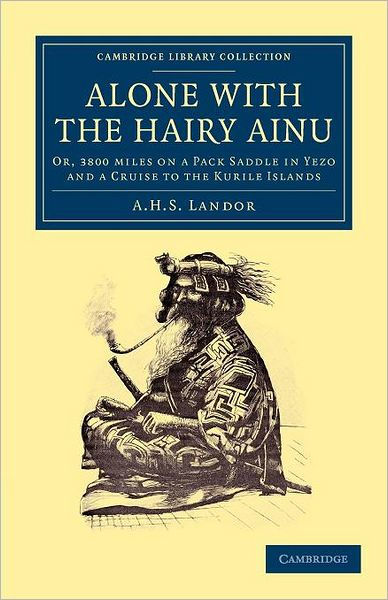 CAMBRIDGE LIBRARY COLLECTION
ALONE WITH
THE HAIRY AINU
Or, 3800 miles on a Pack Saddle in Yezo
and a Cruise to the Kurile Islands
A.H.S. LANDOR
CAMBRIDGE